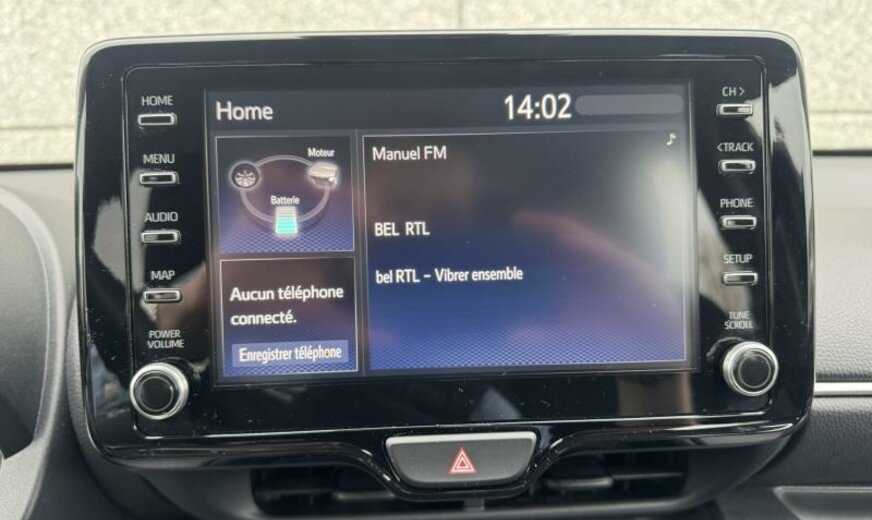 HOME
MENU
AUDIO
MAP
POWER
VOLUME
Home
14:02
Moteur
Batterie
Aucun téléphone
connecté.
Enregistrer téléphone
Manuel FM
BEL RTL
bel RTL - Vibrer ensemble
CH >
< TRACK
PHONE
SETUP
TUNE
SCROLL